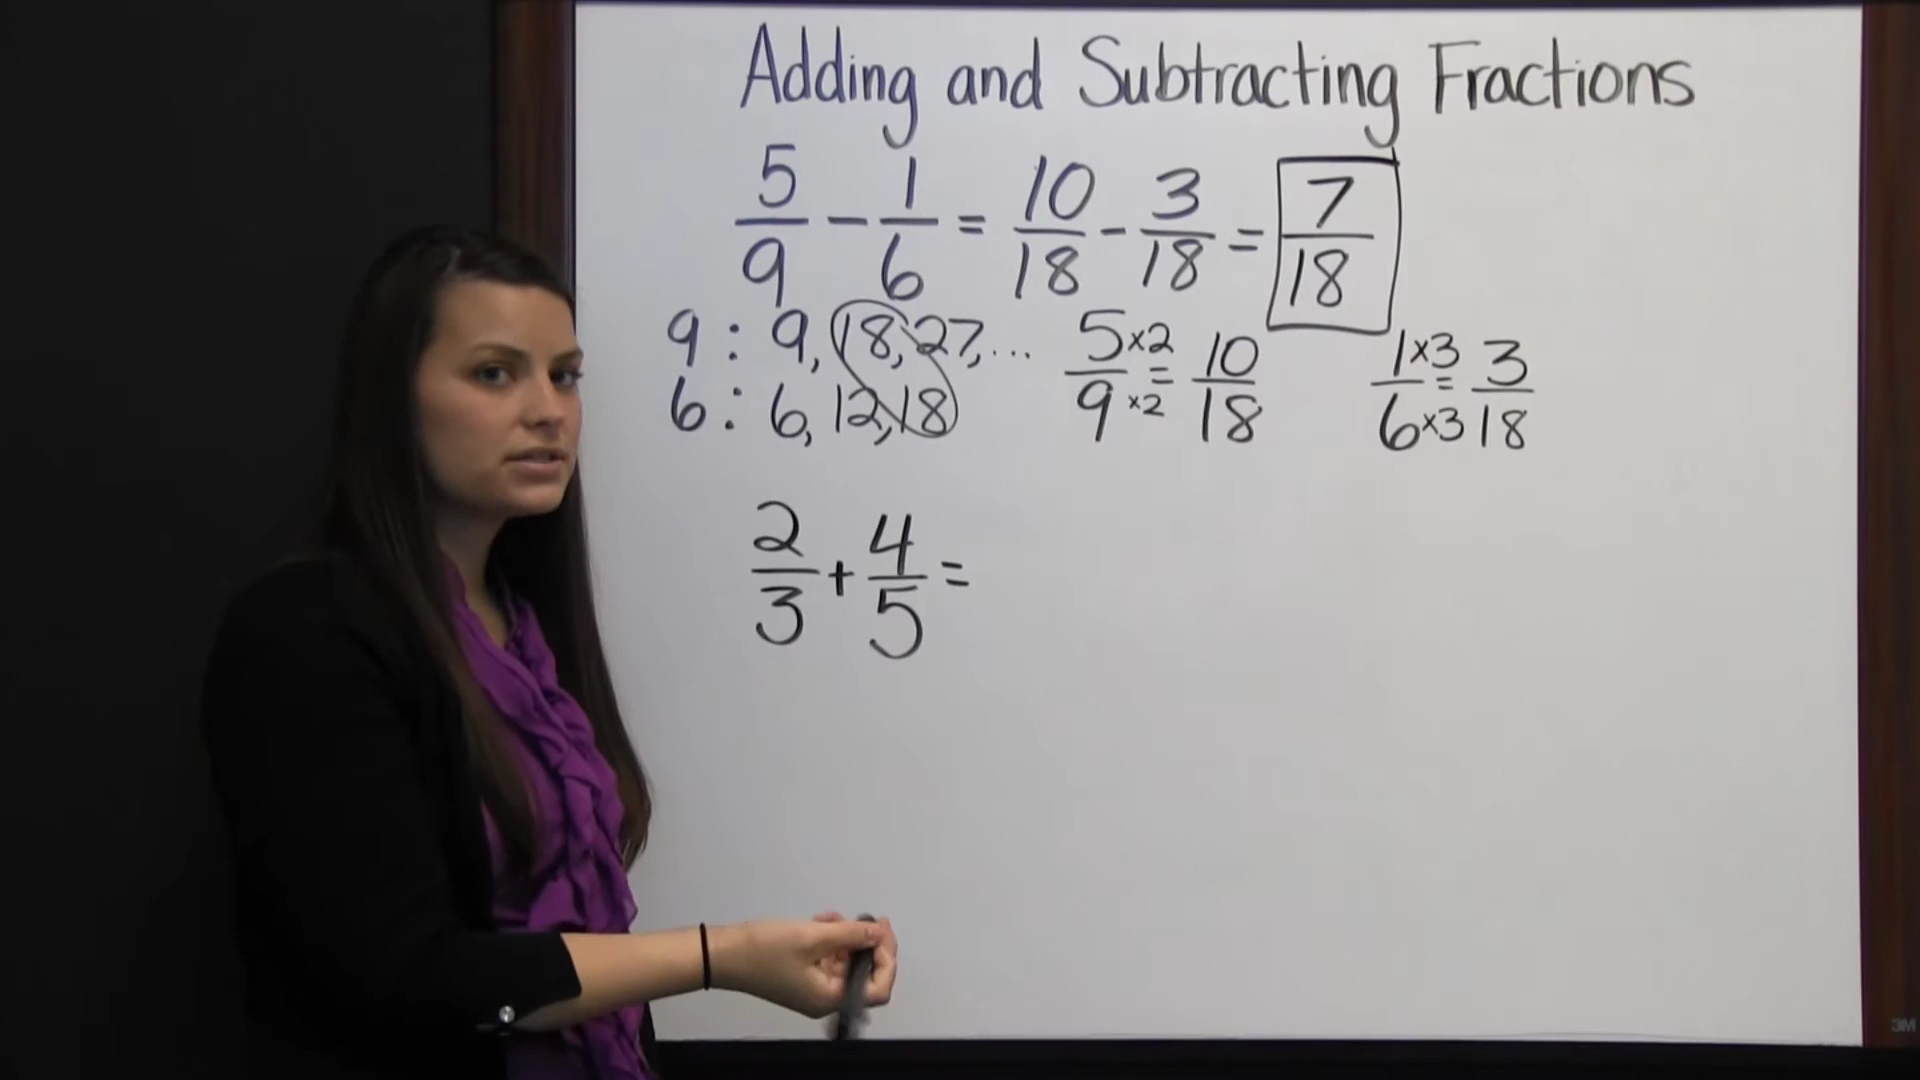 Adding and Subtracting Fractions
5/9 - 1/6 = 10/18 - 3/18 = 7/18
9 : 9, 18, 27, ...
6 : 6, 12, 18
5×2/9×2 = 10/18
1×3/6×3 = 3/18
2/3 + 4/5 =
3M